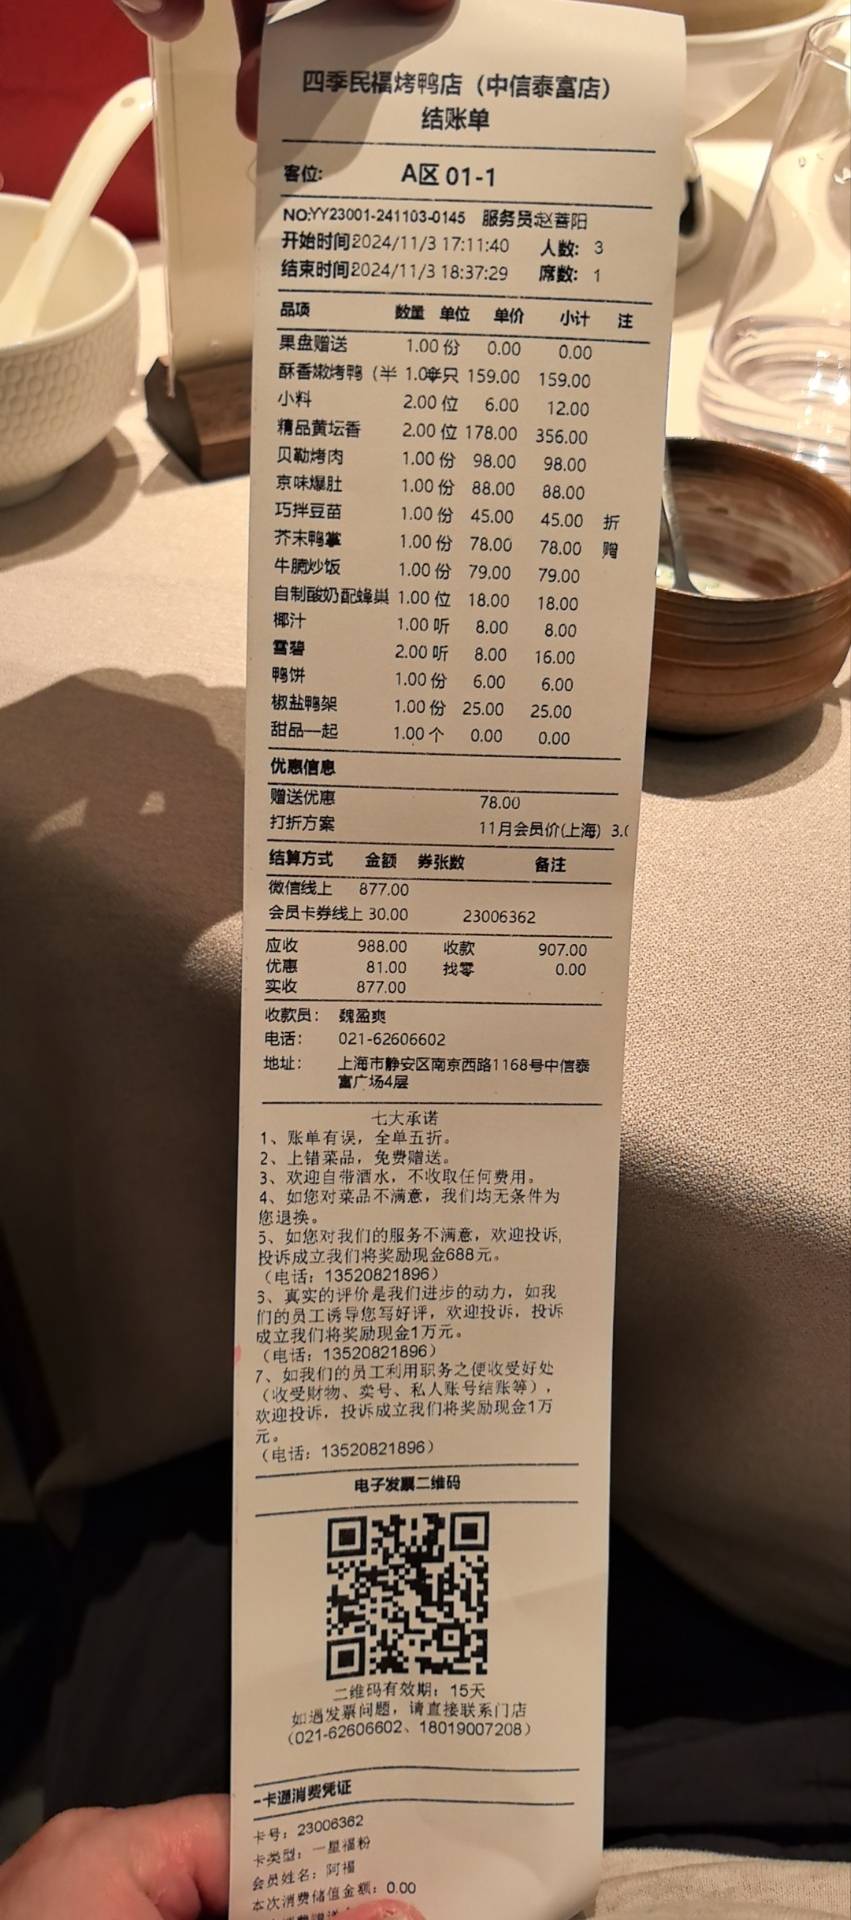 四季民福烤鸭店（中信泰富店）
结账单
客位: A区 01-1
NO:YY23001-241103-0145 服务员:赵善阳
开始时间2024/11/3 17:11:40 人数: 3
结束时间2024/11/3 18:37:29 席数: 1
品项 数量 单位 单价 小计 注
果盘赠送 1.00 份 0.00 0.00
酥香嫩烤鸭（半 1.0半只 159.00 159.00
小料 2.00 位 6.00 12.00
精品黄坛香 2.00 位 178.00 356.00
贝勒烤肉 1.00 份 98.00 98.00
京味爆肚 1.00 份 88.00 88.00
巧拌豆苗 1.00 份 45.00 45.00 折
芥末鸭掌 1.00 份 78.00 78.00 赠
牛腩炒饭 1.00 份 79.00 79.00
自制酸奶配蜂巢 1.00 位 18.00 18.00
椰汁 1.00 听 8.00 8.00
雪碧 2.00 听 8.00 16.00
鸭饼 1.00 份 6.00 6.00
椒盐鸭架 1.00 份 25.00 25.00
甜品一起 1.00 个 0.00 0.00
优惠信息
赠送优惠 78.00
打折方案 11月会员价(上海) 3.0
结算方式 金额 券张数 备注
微信线上 877.00
会员卡券线上 30.00 23006362
应收 988.00 收款 907.00
优惠 81.00 找零 0.00
实收 877.00
收款员: 魏盈爽
电话: 021-62606602
地址: 上海市静安区南京西路1168号中信泰
富广场4层
七大承诺
1、账单有误，全单五折。
2、上错菜品，免费赠送。
3、欢迎自带酒水，不收取任何费用。
4、如您对菜品不满意，我们均无条件为
您退换。
5、如您对我们的服务不满意，欢迎投诉，
投诉成立我们将奖励现金688元。
（电话：13520821896）
6、真实的评价是我们进步的动力，如我
们的员工诱导您写好评，欢迎投诉，投诉
成立我们将奖励现金1万元。
（电话：13520821896）
7、如我们的员工利用职务之便收受好处
（收受财物、卖号、私人账号结账等），
欢迎投诉，投诉成立我们将奖励现金1万
元。
（电话：13520821896）
电子发票二维码
二维码有效期：15天
如遇发票问题，请直接联系门店
（021-62606602、18019007208）
一卡通消费凭证
卡号：23006362
卡类型：一星福粉
会员姓名：阿福
本次消费储值金额：0.00